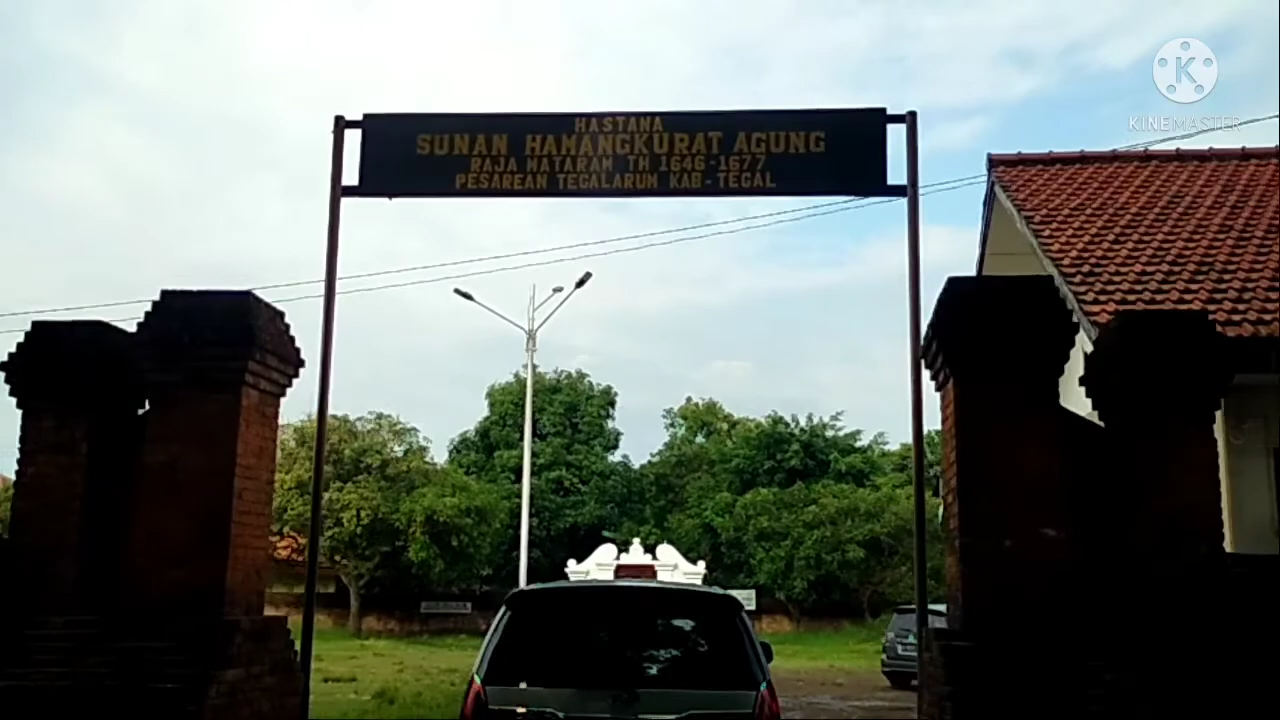 HASTANA
SUNAN HAMANGKURAT AGUNG
RAJA MATARAM TH 1646-1677
PESAREAN TEGALARUM KAB-TEGAL
K
KINEMASTER